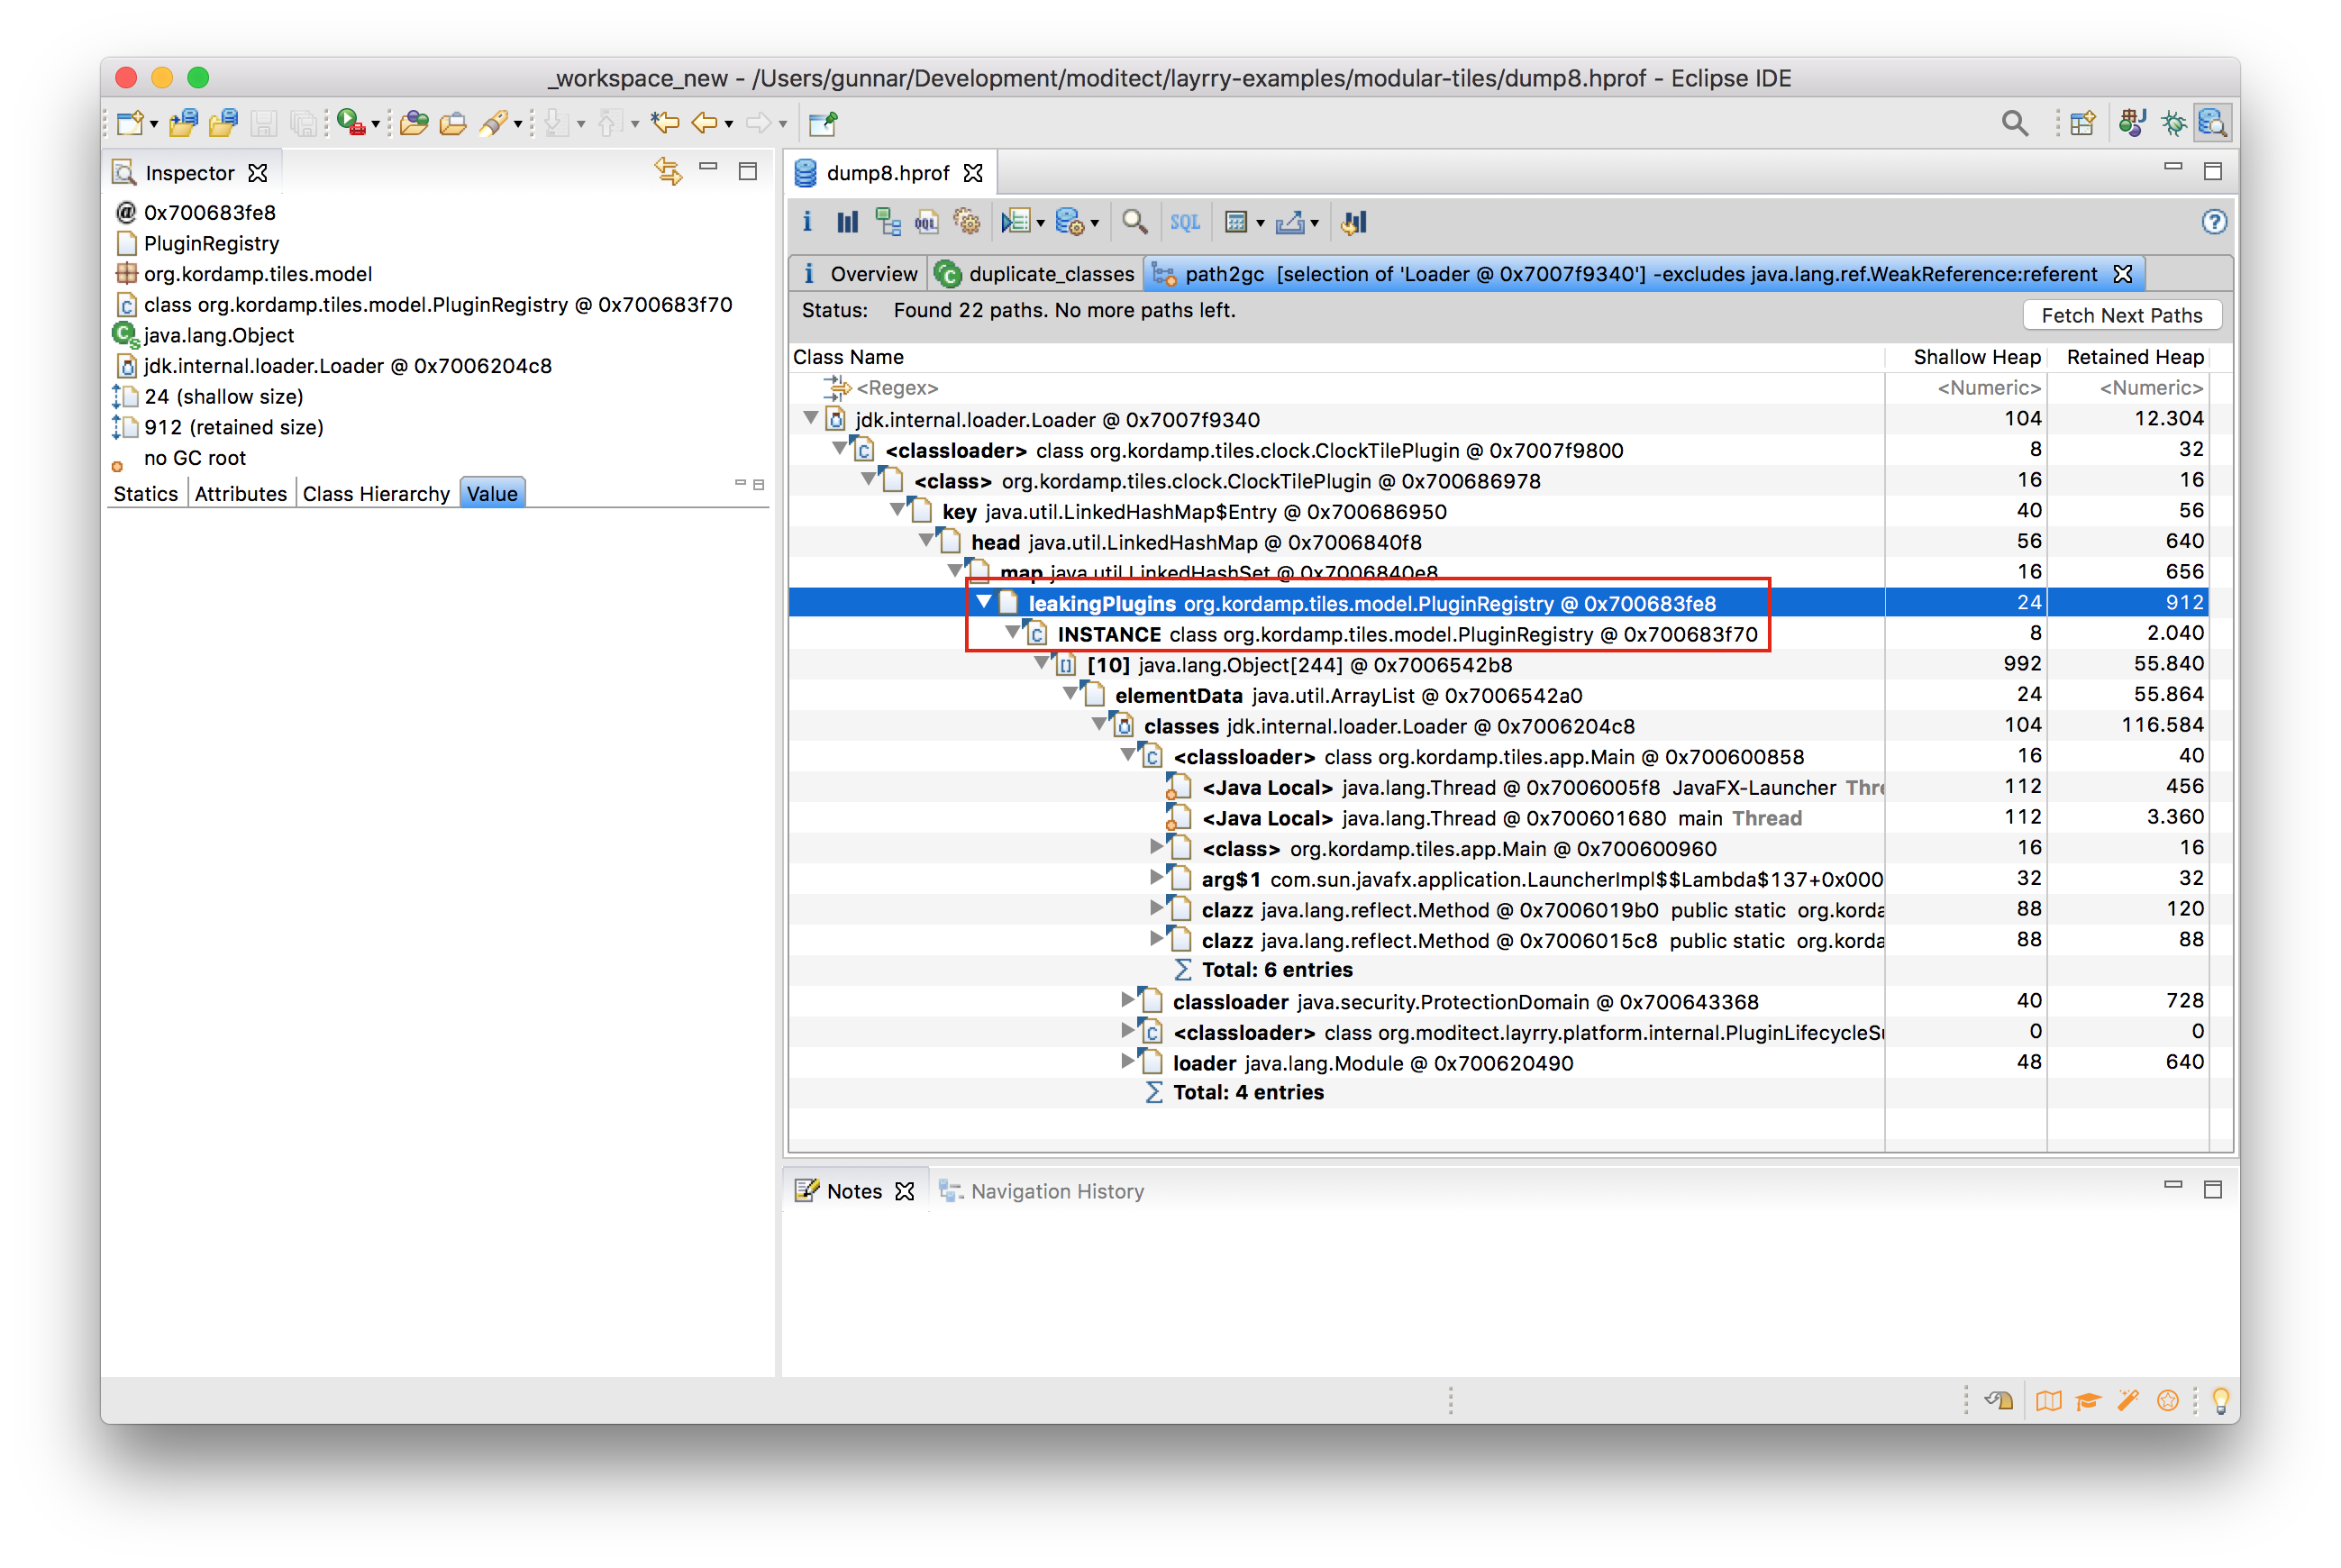 _workspace_new - /Users/gunnar/Development/moditect/layrry-examples/modular-tiles/dump8.hprof - Eclipse IDE
Inspector
@ 0x700683fe8
PluginRegistry
org.kordamp.tiles.model
class org.kordamp.tiles.model.PluginRegistry @ 0x700683f70
java.lang.Object
jdk.internal.loader.Loader @ 0x7006204c8
24 (shallow size)
912 (retained size)
no GC root
Statics Attributes Class Hierarchy Value
dump8.hprof
OQL SQL
Overview duplicate_classes path2gc [selection of 'Loader @ 0x7007f9340'] -excludes java.lang.ref.WeakReference:referent
Status: Found 22 paths. No more paths left.
Fetch Next Paths
Class Name Shallow Heap Retained Heap
<Regex> <Numeric> <Numeric>
jdk.internal.loader.Loader @ 0x7007f9340 104 12.304
<classloader> class org.kordamp.tiles.clock.ClockTilePlugin @ 0x7007f9800 8 32
<class> org.kordamp.tiles.clock.ClockTilePlugin @ 0x700686978 16 16
key java.util.LinkedHashMap$Entry @ 0x700686950 40 56
head java.util.LinkedHashMap @ 0x7006840f8 56 640
map java.util.LinkedHashSet @ 0x7006840e8 16 656
leakingPlugins org.kordamp.tiles.model.PluginRegistry @ 0x700683fe8 24 912
INSTANCE class org.kordamp.tiles.model.PluginRegistry @ 0x700683f70 8 2.040
[10] java.lang.Object[244] @ 0x7006542b8 992 55.840
elementData java.util.ArrayList @ 0x7006542a0 24 55.864
classes jdk.internal.loader.Loader @ 0x7006204c8 104 116.584
<classloader> class org.kordamp.tiles.app.Main @ 0x700600858 16 40
<Java Local> java.lang.Thread @ 0x7006005f8 JavaFX-Launcher Thre 112 456
<Java Local> java.lang.Thread @ 0x700601680 main Thread 112 3.360
<class> org.kordamp.tiles.app.Main @ 0x700600960 16 16
arg$1 com.sun.javafx.application.LauncherImpl$$Lambda$137+0x000 32 32
clazz java.lang.reflect.Method @ 0x7006019b0 public static org.korda 88 120
clazz java.lang.reflect.Method @ 0x7006015c8 public static org.korda 88 88
Total: 6 entries
classloader java.security.ProtectionDomain @ 0x700643368 40 728
<classloader> class org.moditect.layrry.platform.internal.PluginLifecycleSu 0 0
loader java.lang.Module @ 0x700620490 48 640
Total: 4 entries
Notes Navigation History